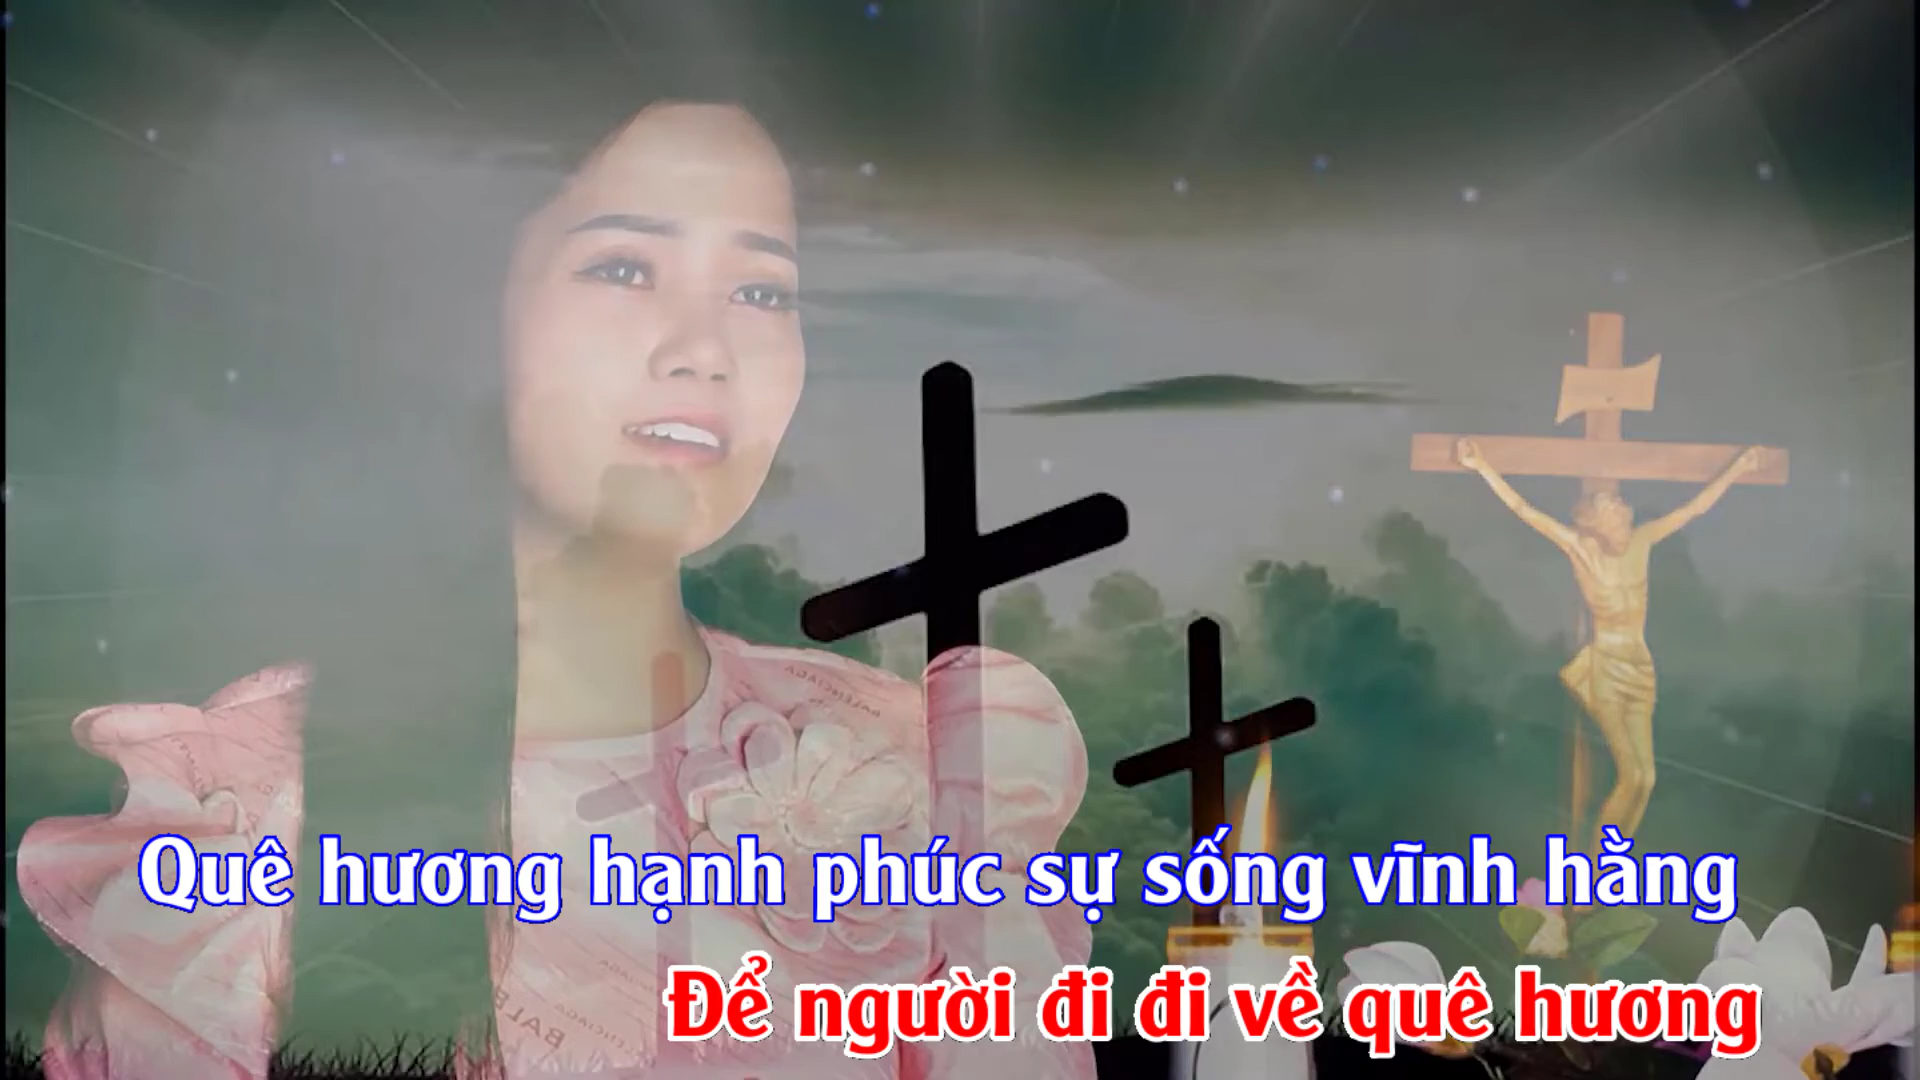 Quê hương hạnh phúc sự sống vĩnh hằng
Để người đi đi về quê hương